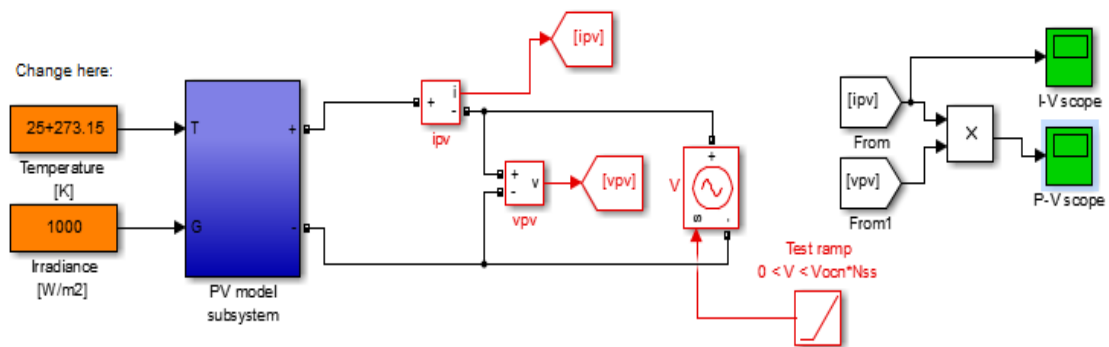 Change here:
25+273.15
Temperature
[K]
1000
Irradiance
[W/m2]
T
G
+
-
PV model
subsystem
+
i
-
ipv
[ipv]
+
-
v
vpv
[vpv]
V
+
s
-
Test ramp
0 < V < Vocn*Nss
[ipv]
From
[vpv]
From1
×
I-V scope
P-V scope